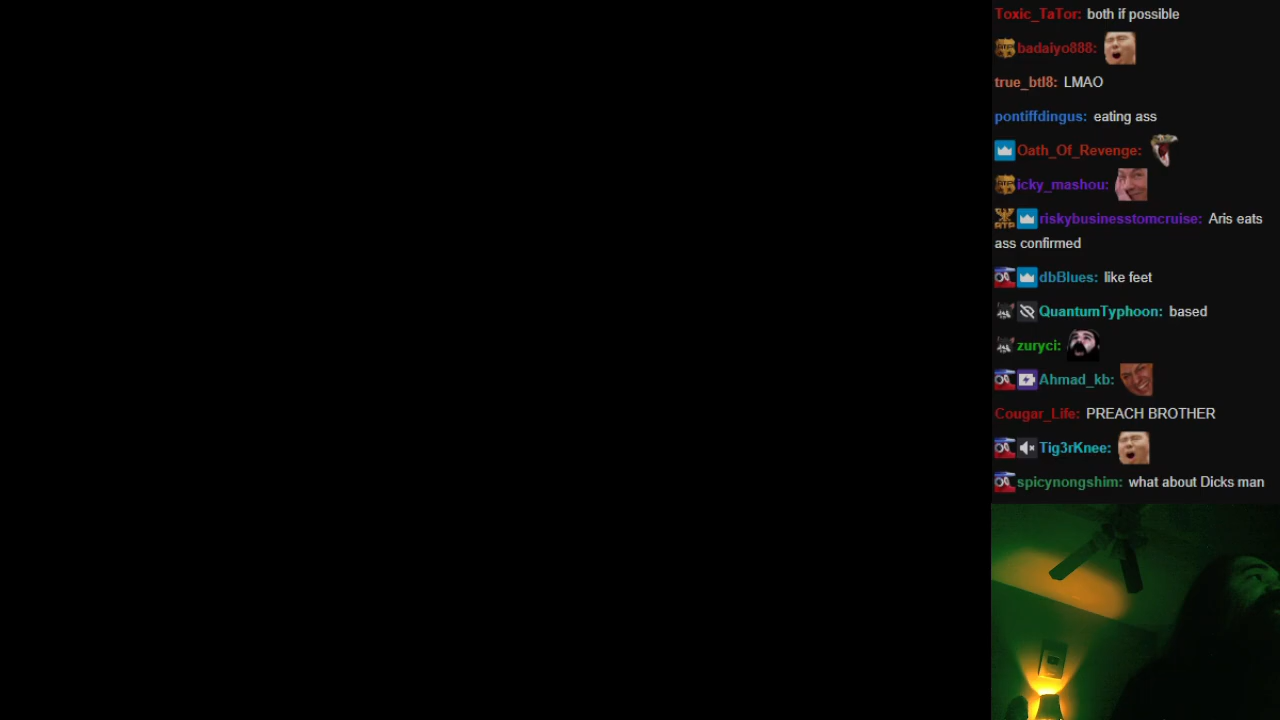 Toxic_TaTor: both if possible
badaiyo888:
true_btl8: LMAO
pontiffdingus: eating ass
Oath_Of_Revenge:
icky_mashou:
riskybusinesstomcruise: Aris eats
ass confirmed
dbBlues: like feet
QuantumTyphoon: based
zuryci:
Ahmad_kb:
Cougar_Life: PREACH BROTHER
Tig3rKnee:
spicynongshim: what about Dicks man